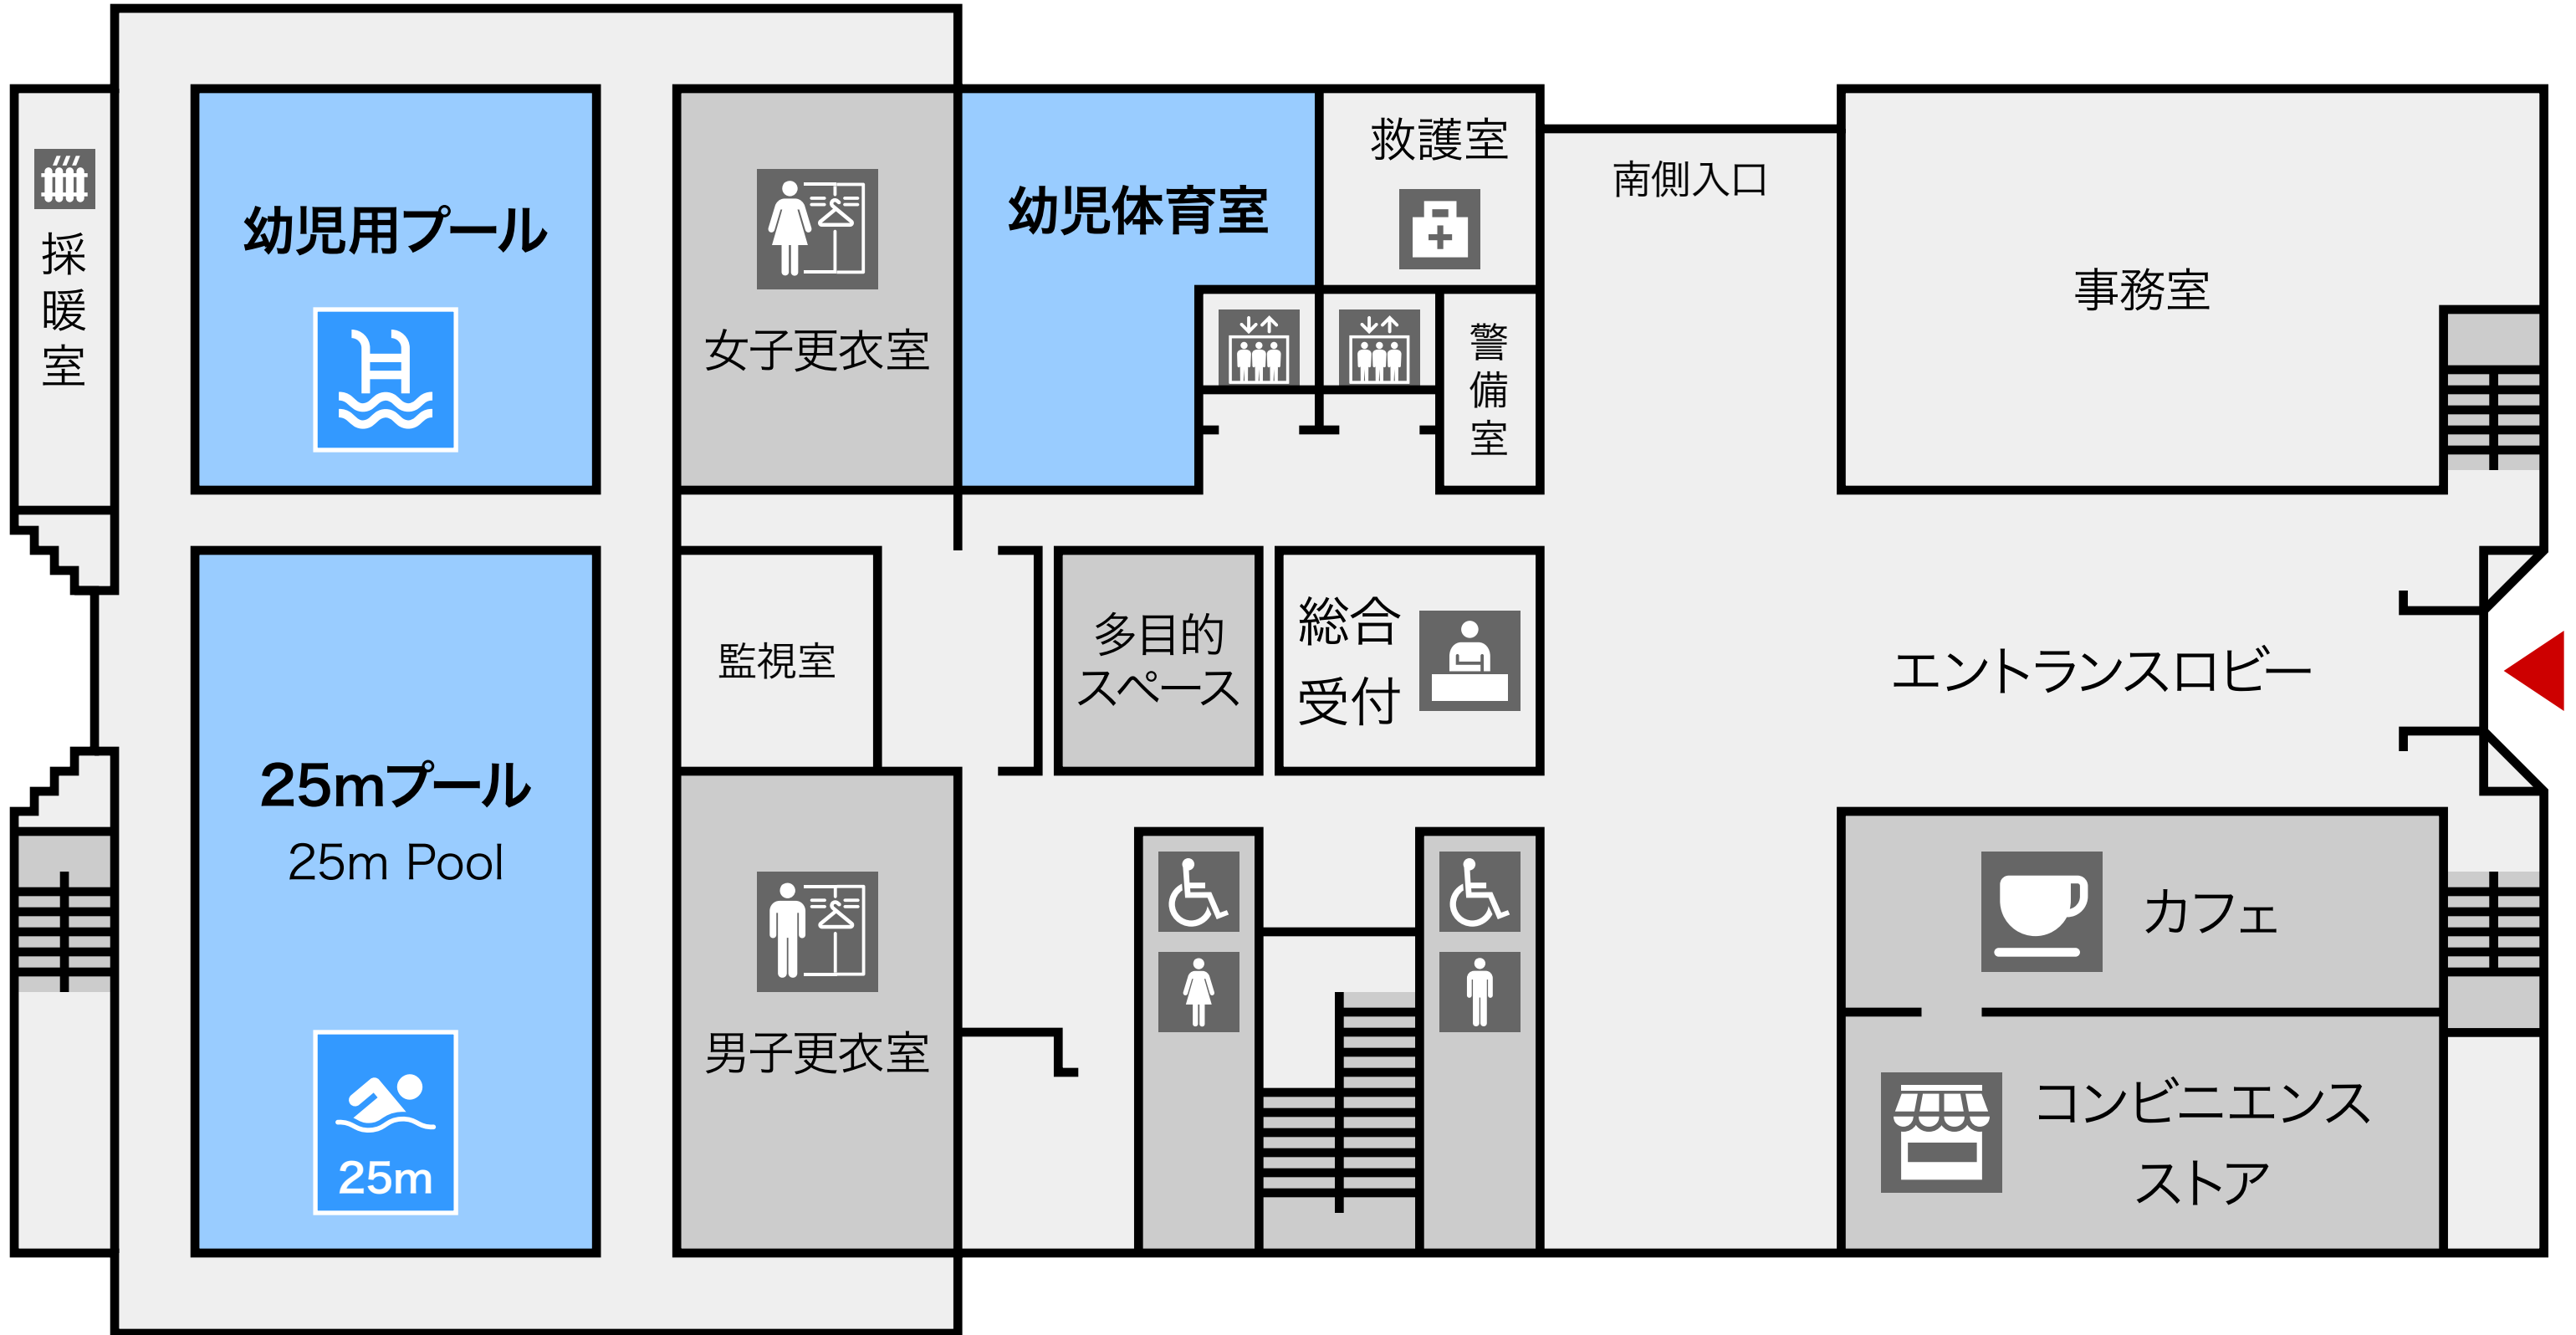 採暖室
幼児用プール
女子更衣室
幼児体育室
救護室
警備室
南側入口
事務室
25mプール
25m Pool
25m
監視室
男子更衣室
多目的
スペース
総合
受付
エントランスロビー
カフェ
コンビニエンス
ストア